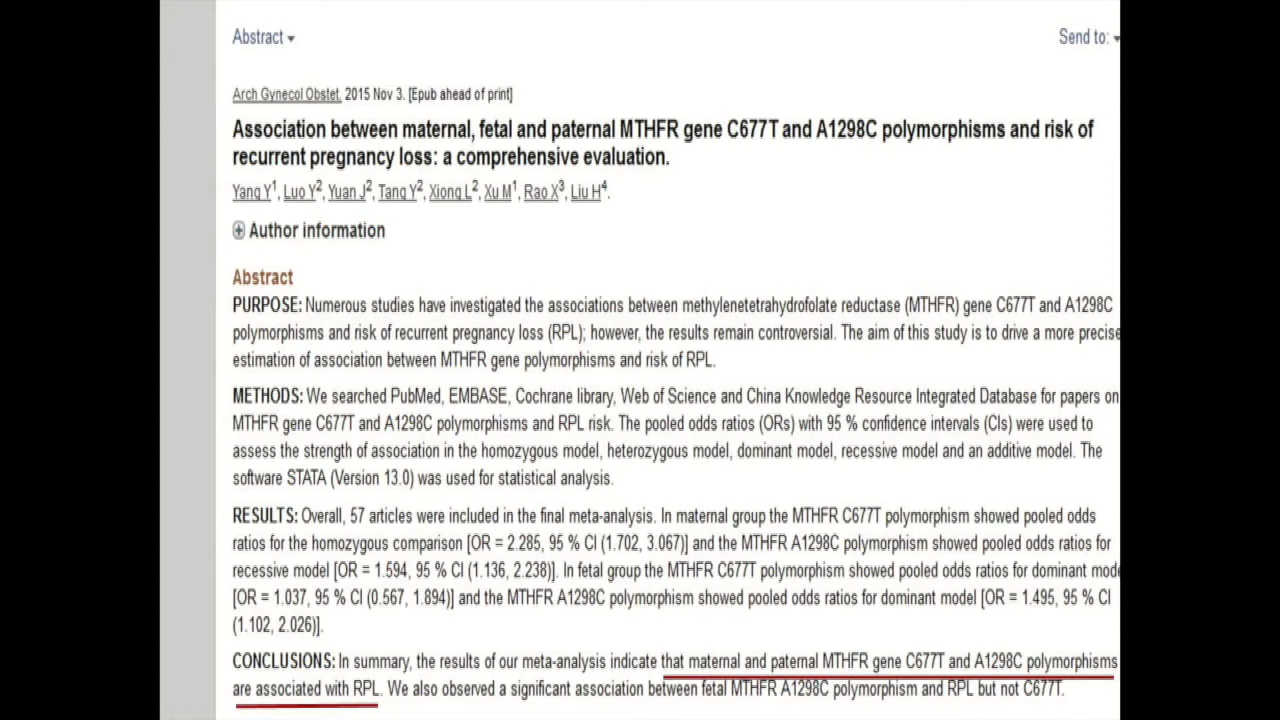 Abstract
Send to:
Arch Gynecol Obstet. 2015 Nov 3. [Epub ahead of print]
Association between maternal, fetal and paternal MTHFR gene C677T and A1298C polymorphisms and risk of
recurrent pregnancy loss: a comprehensive evaluation.
Yang Y1, Luo Y2, Yuan J2, Tang Y2, Xiong L2, Xu M1, Rao X3, Liu H4.
Author information
Abstract
PURPOSE: Numerous studies have investigated the associations between methylenetetrahydrofolate reductase (MTHFR) gene C677T and A1298C
polymorphisms and risk of recurrent pregnancy loss (RPL); however, the results remain controversial. The aim of this study is to drive a more precise
estimation of association between MTHFR gene polymorphisms and risk of RPL.
METHODS: We searched PubMed, EMBASE, Cochrane library, Web of Science and China Knowledge Resource Integrated Database for papers on
MTHFR gene C677T and A1298C polymorphisms and RPL risk. The pooled odds ratios (ORs) with 95 % confidence intervals (CIs) were used to
assess the strength of association in the homozygous model, heterozygous model, dominant model, recessive model and an additive model. The
software STATA (Version 13.0) was used for statistical analysis.
RESULTS: Overall, 57 articles were included in the final meta-analysis. In maternal group the MTHFR C677T polymorphism showed pooled odds
ratios for the homozygous comparison [OR = 2.285, 95 % CI (1.702, 3.067)] and the MTHFR A1298C polymorphism showed pooled odds ratios for
recessive model [OR = 1.594, 95 % CI (1.136, 2.238)]. In fetal group the MTHFR C677T polymorphism showed pooled odds ratios for dominant mode
[OR = 1.037, 95 % CI (0.567, 1.894)] and the MTHFR A1298C polymorphism showed pooled odds ratios for dominant model [OR = 1.495, 95 % CI
(1.102, 2.026)].
CONCLUSIONS: In summary, the results of our meta-analysis indicate that maternal and paternal MTHFR gene C677T and A1298C polymorphisms
are associated with RPL. We also observed a significant association between fetal MTHFR A1298C polymorphism and RPL but not C677T.